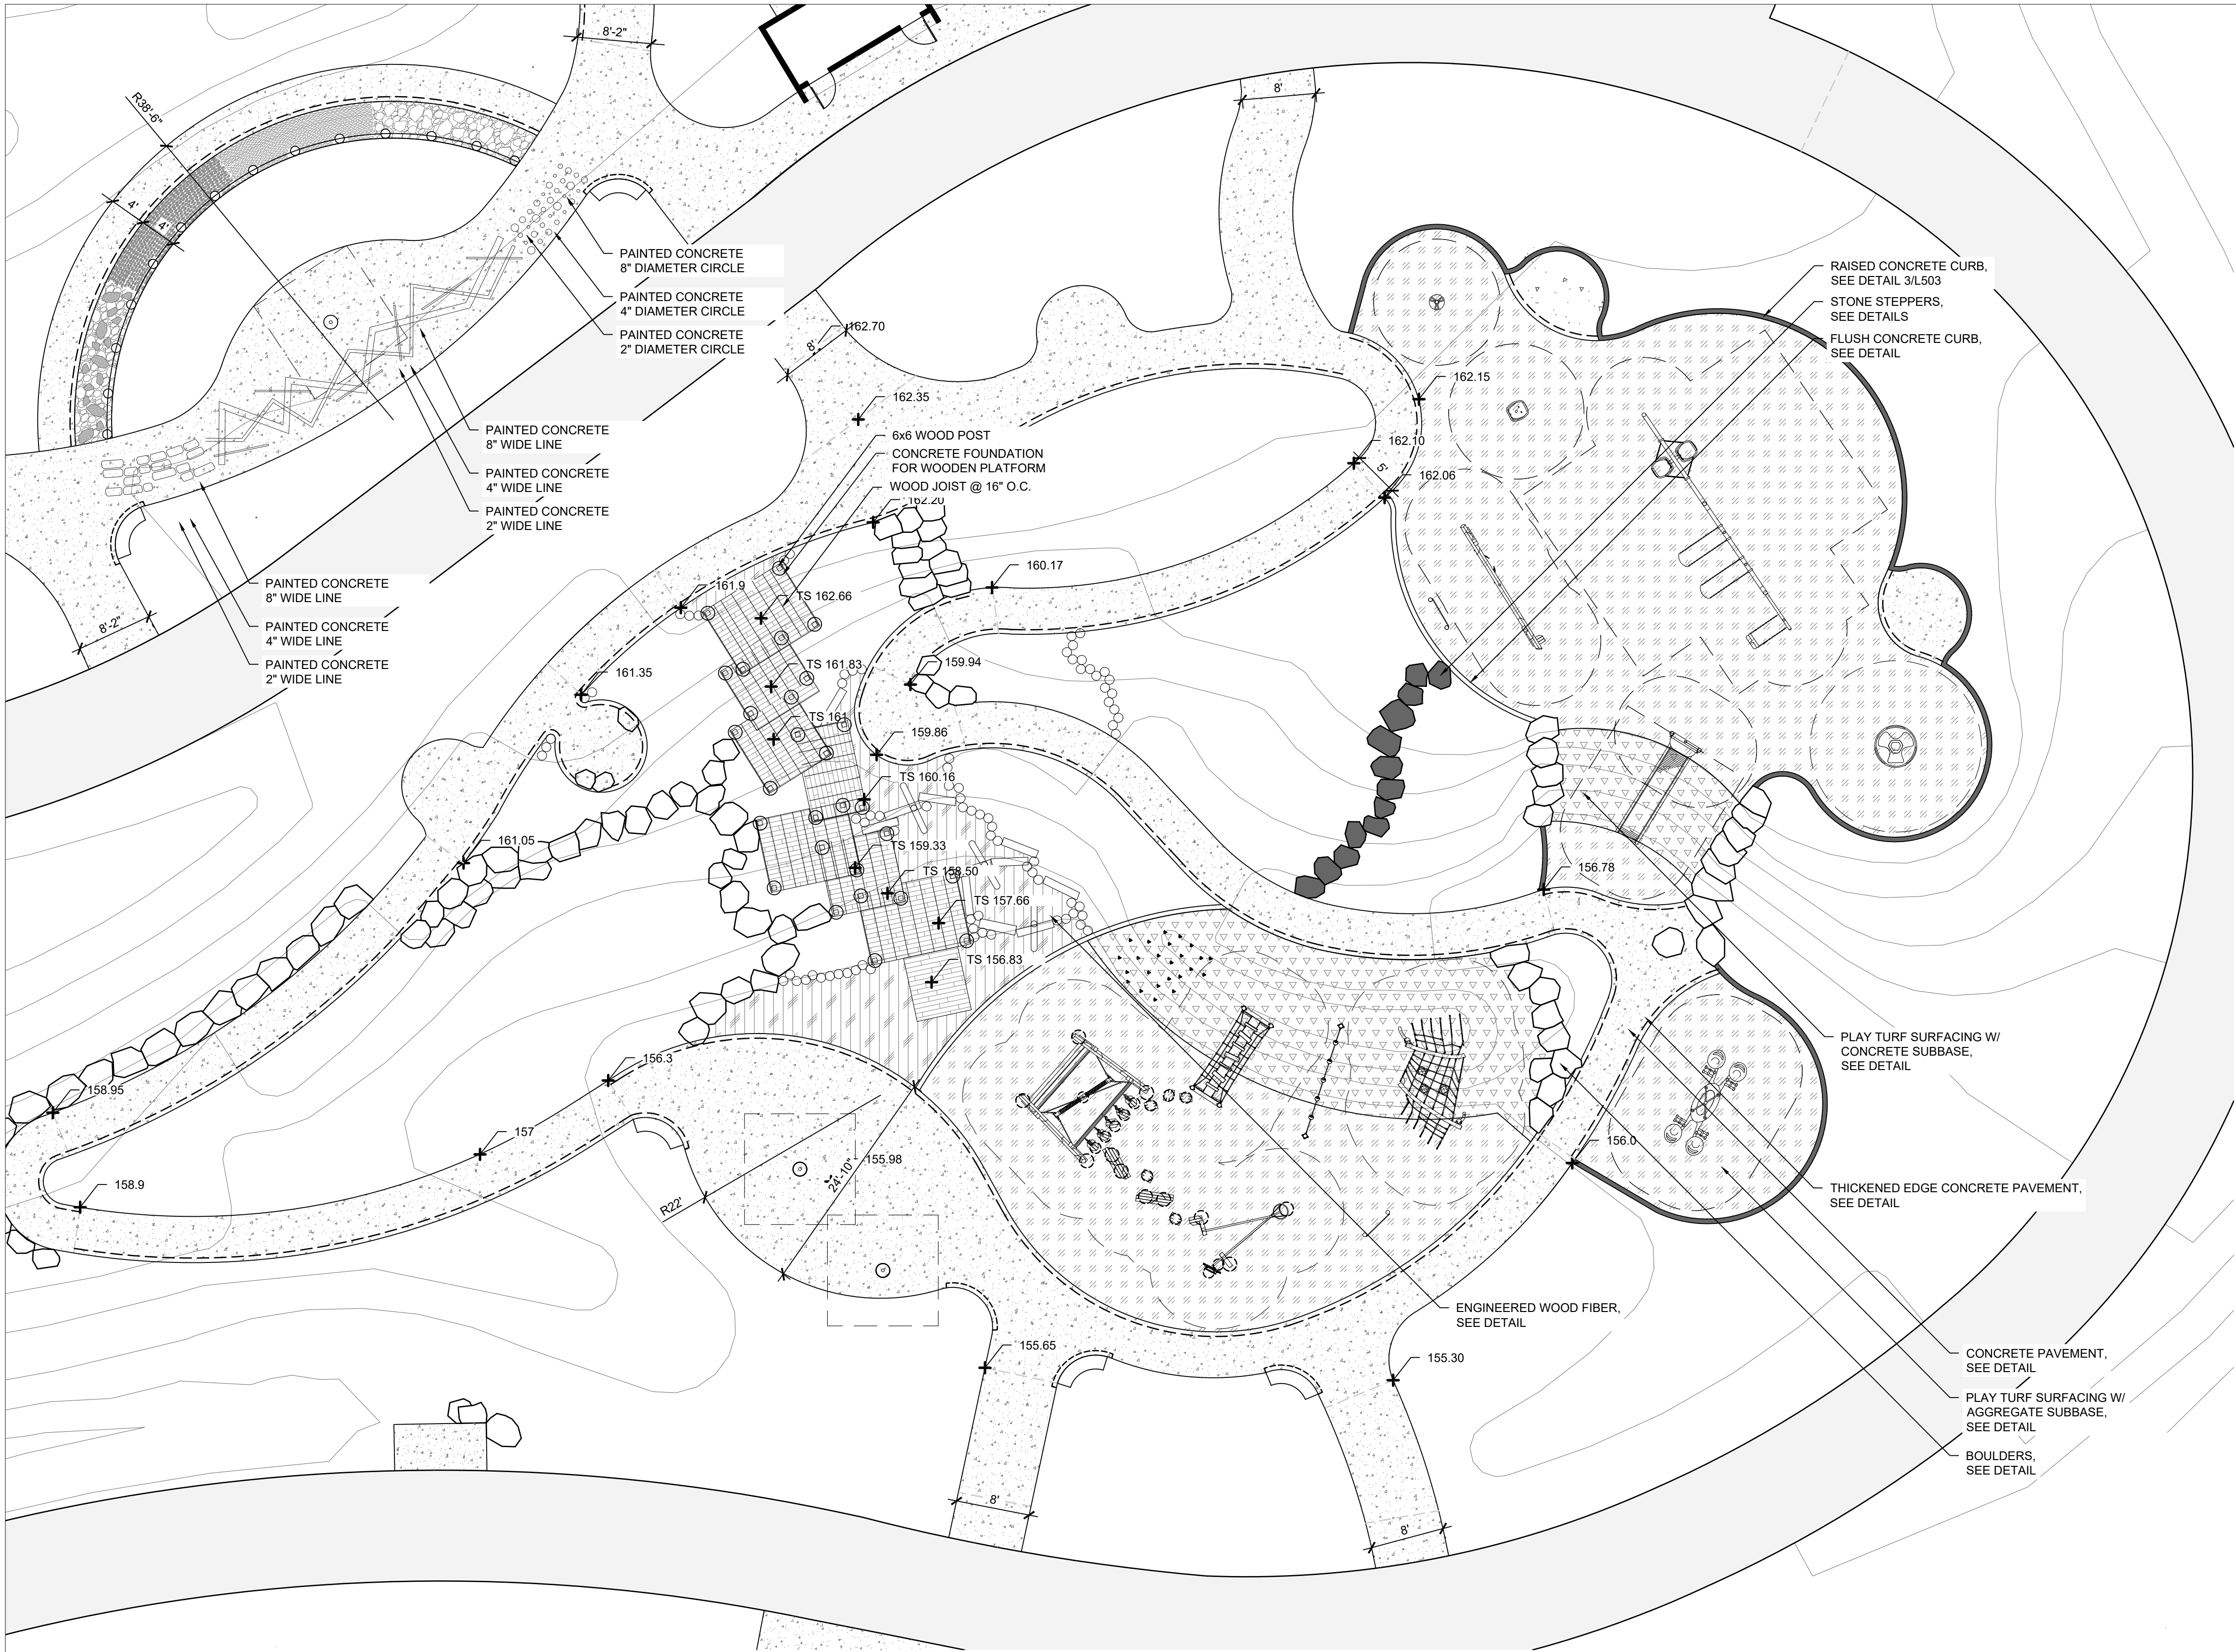 8'-2"
R38'-6"
4'
4'
8'
PAINTED CONCRETE
8" DIAMETER CIRCLE
PAINTED CONCRETE
4" DIAMETER CIRCLE
PAINTED CONCRETE
2" DIAMETER CIRCLE
RAISED CONCRETE CURB,
SEE DETAIL 3/L503
STONE STEPPERS,
SEE DETAILS
FLUSH CONCRETE CURB,
SEE DETAIL
162.70
8'
162.35
162.15
PAINTED CONCRETE
8" WIDE LINE
PAINTED CONCRETE
4" WIDE LINE
PAINTED CONCRETE
2" WIDE LINE
6x6 WOOD POST
CONCRETE FOUNDATION
FOR WOODEN PLATFORM
WOOD JOIST @ 16" O.C.
162.20
162.10
5'
162.06
PAINTED CONCRETE
8" WIDE LINE
PAINTED CONCRETE
4" WIDE LINE
PAINTED CONCRETE
2" WIDE LINE
8'-2"
160.17
161.9
TS 162.66
161.35
TS 161.83
159.94
TS 161
159.86
TS 160.16
161.05
TS 159.33
TS 158.50
156.78
TS 157.66
TS 156.83
158.95
156.3
157
158.9
155.98
24'-10"
R22'
156.0
PLAY TURF SURFACING W/
CONCRETE SUBBASE,
SEE DETAIL
THICKENED EDGE CONCRETE PAVEMENT,
SEE DETAIL
ENGINEERED WOOD FIBER,
SEE DETAIL
155.65
155.30
CONCRETE PAVEMENT,
SEE DETAIL
PLAY TURF SURFACING W/
AGGREGATE SUBBASE,
SEE DETAIL
BOULDERS,
SEE DETAIL
8'
8'